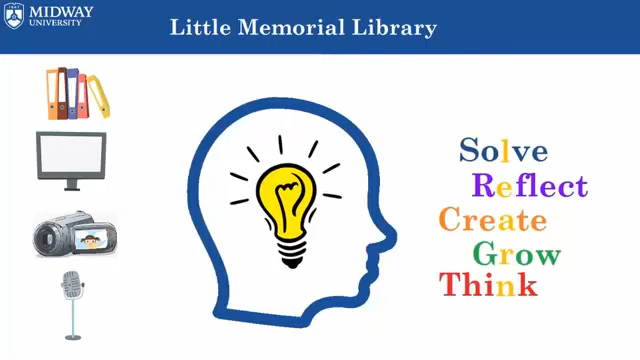 MIDWAY
UNIVERSITY
Little Memorial Library
Solve
Reflect
Create
Grow
Think